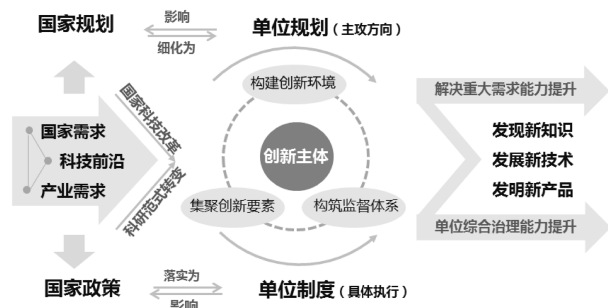 国家规划
影响
细化为
单位规划（主攻方向）
国家需求
科技前沿
产业需求
国家科技改革
科研范式转变
构建创新环境
创新主体
集聚创新要素
构筑监督体系
解决重大需求能力提升
发现新知识
发展新技术
发明新产品
单位综合治理能力提升
国家政策
落实为
影响
单位制度（具体执行）